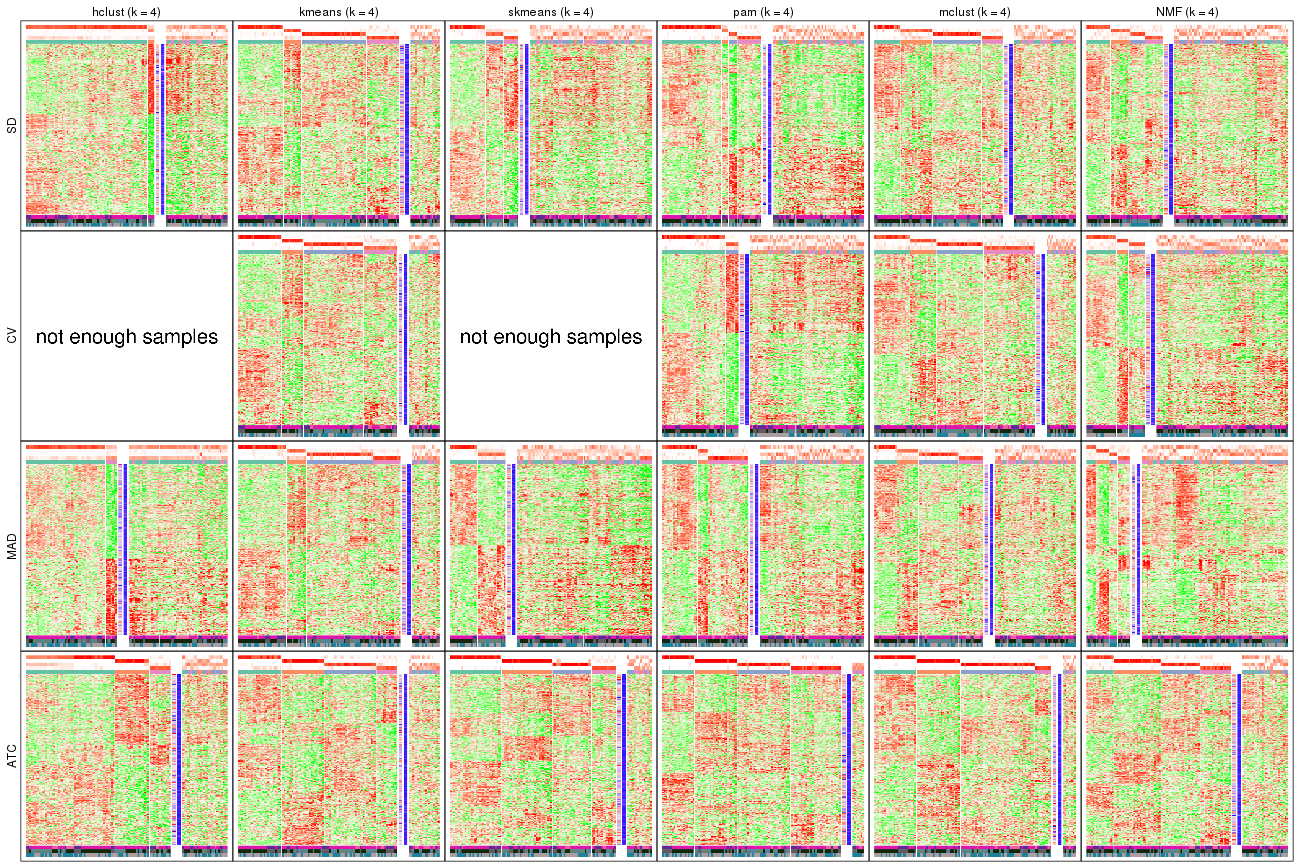 hclust (k = 4) kmeans (k = 4) skmeans (k = 4) pam (k = 4) mclust (k = 4) NMF (k = 4)
SD
CV
not enough samples not enough samples
MAD
ATC